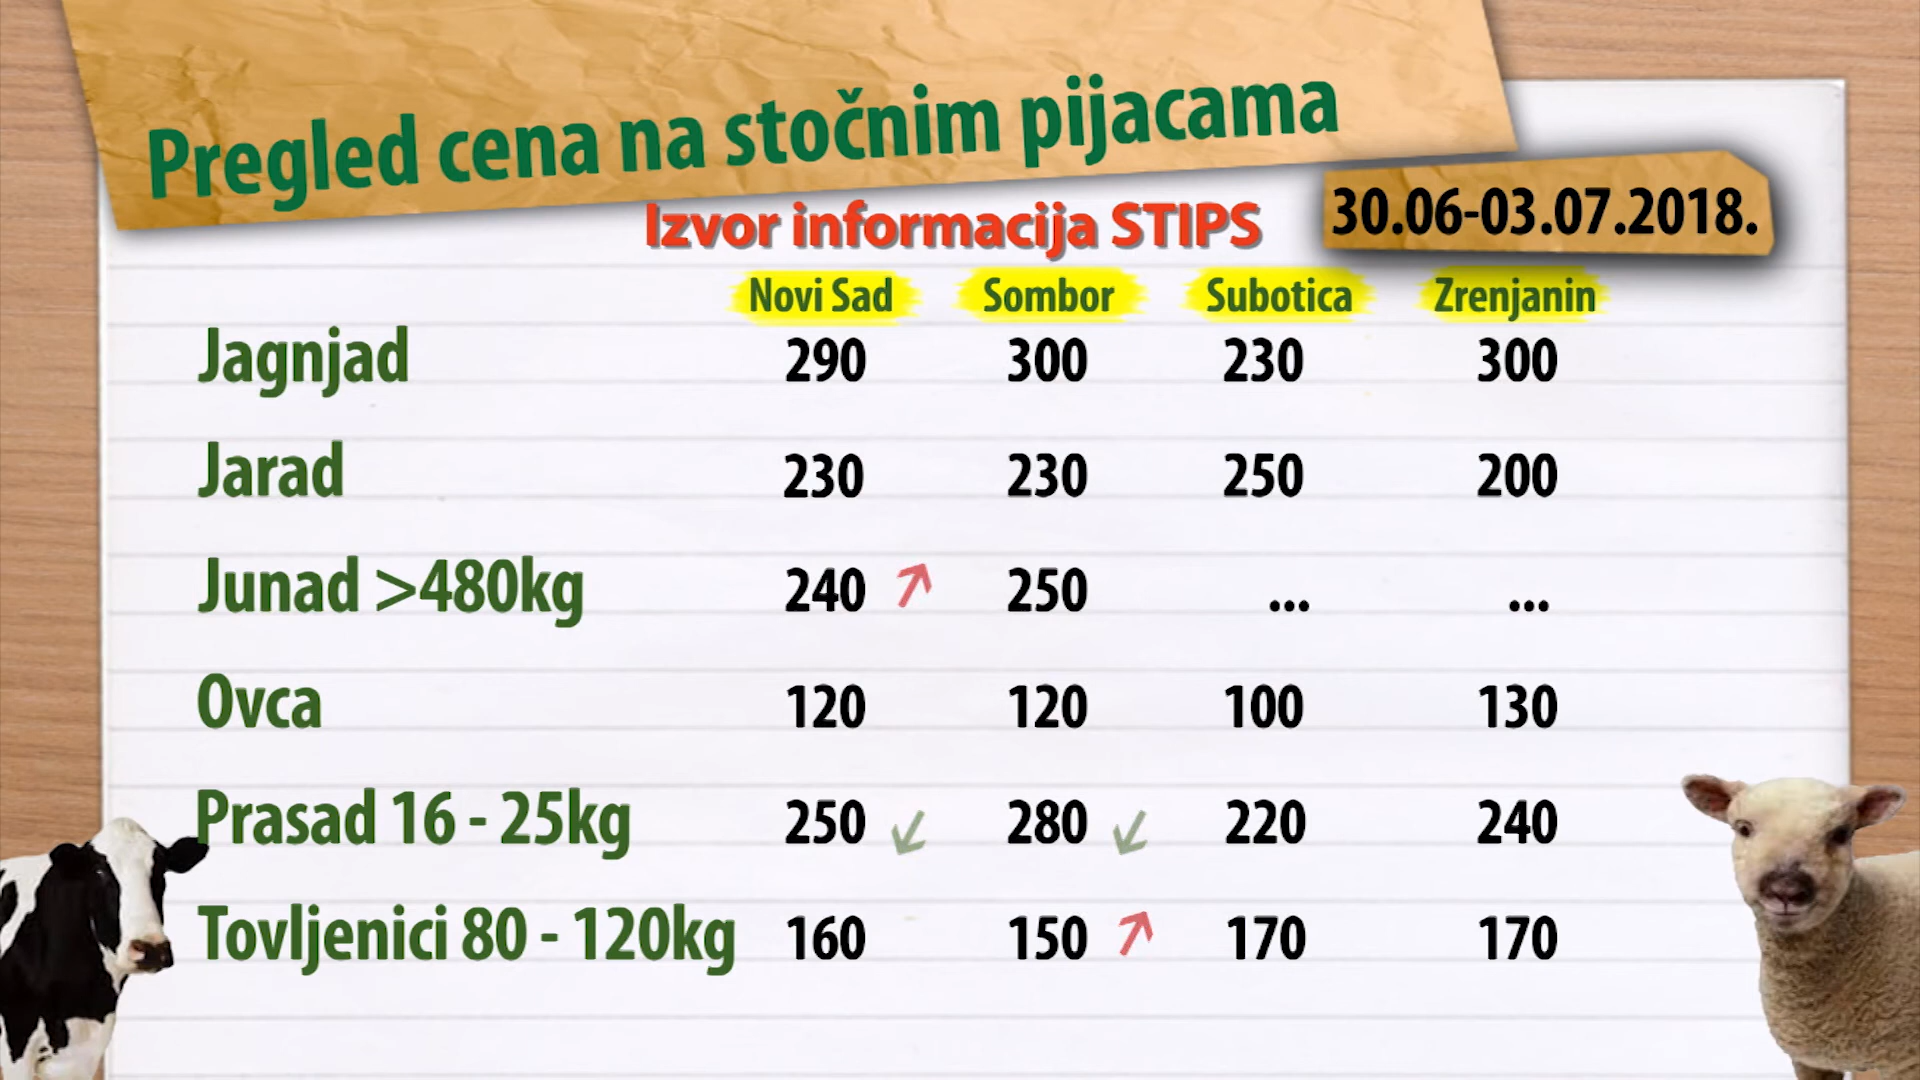 Pregled cena na stočnim pijacama
Izvor informacija STIPS
30.06-03.07.2018.
Novi Sad Sombor Subotica Zrenjanin
Jagnjad 290 300 230 300
Jarad 230 230 250 200
Junad >480kg 240 250 ... ...
Ovca 120 120 100 130
Prasad 16 - 25kg 250 280 220 240
Tovljenici 80 - 120kg 160 150 170 170